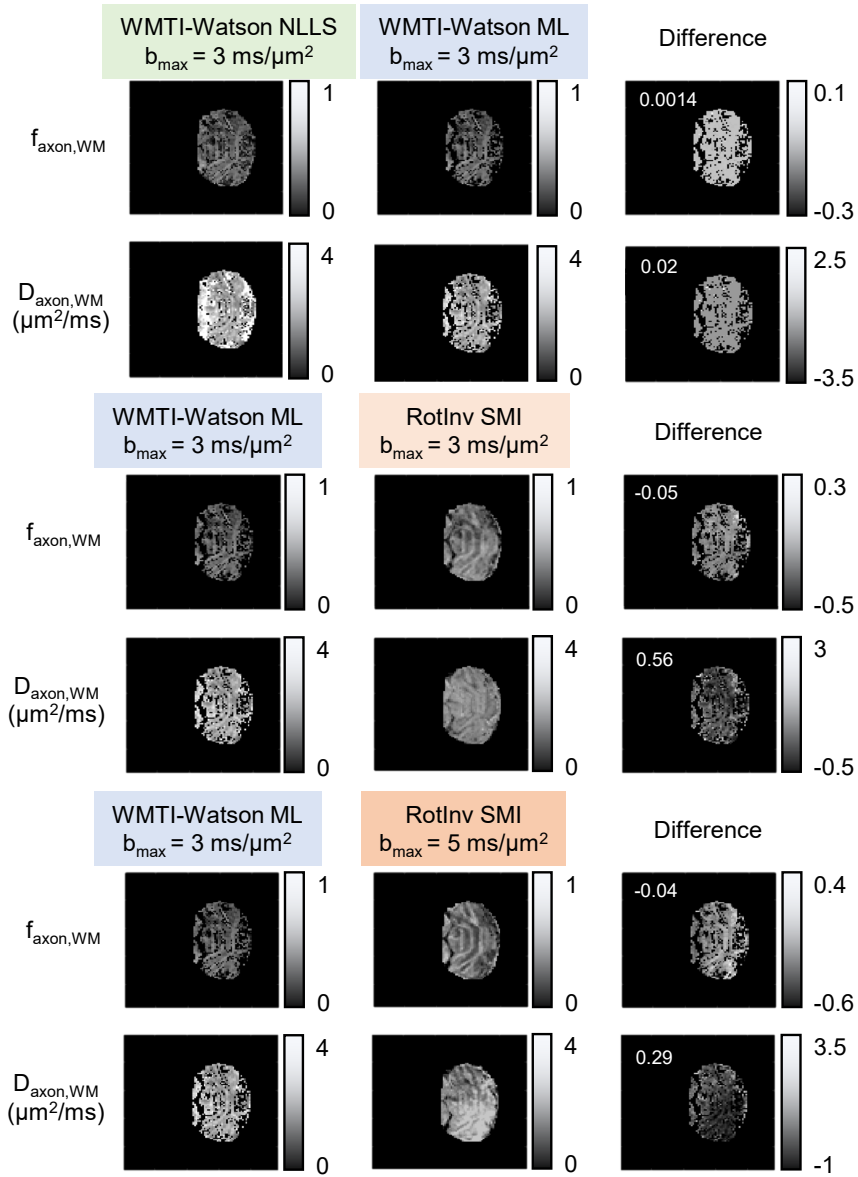 WMTI-Watson NLLS
b_max = 3 ms/µm²
WMTI-Watson ML
b_max = 3 ms/µm²
Difference
f_axon,WM
1
0
1
0
0.0014
0.1
-0.3
D_axon,WM
(µm²/ms)
4
0
4
0
0.02
2.5
-3.5
WMTI-Watson ML
b_max = 3 ms/µm²
RotInv SMI
b_max = 3 ms/µm²
Difference
f_axon,WM
1
0
1
0
-0.05
0.3
-0.5
D_axon,WM
(µm²/ms)
4
0
4
0
0.56
3
-0.5
WMTI-Watson ML
b_max = 3 ms/µm²
RotInv SMI
b_max = 5 ms/µm²
Difference
f_axon,WM
1
0
1
0
-0.04
0.4
-0.6
D_axon,WM
(µm²/ms)
4
0
4
0
0.29
3.5
-1